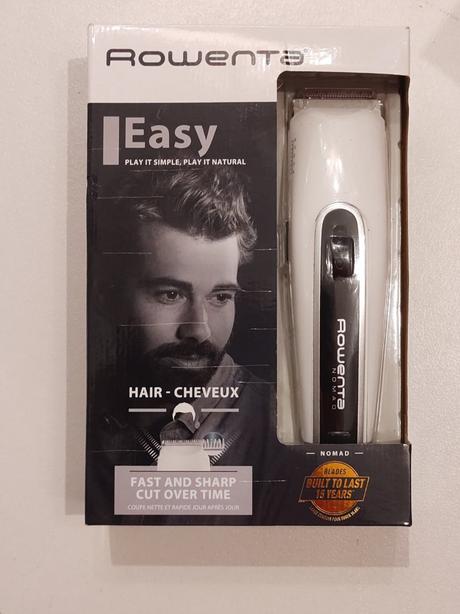 Rowenta
Easy
PLAY IT SIMPLE, PLAY IT NATURAL
Rowenta
NOMAD
HAIR - CHEVEUX
FAST AND SHARP
CUT OVER TIME
COUPE NETTE ET RAPIDE JOUR APRÈS JOUR
NOMAD
BLADES
BUILT TO LAST
15 YEARS*